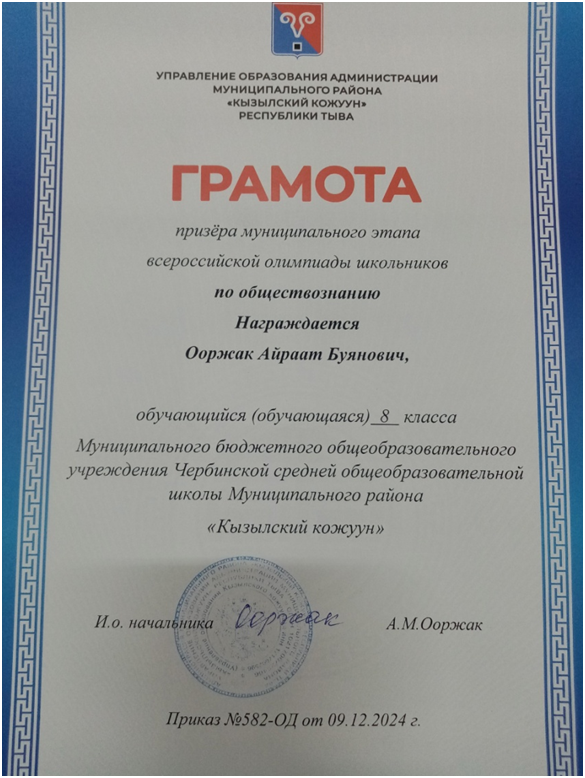 УПРАВЛЕНИЕ ОБРАЗОВАНИЯ АДМИНИСТРАЦИИ
МУНИЦИПАЛЬНОГО РАЙОНА
«КЫЗЫЛСКИЙ КОЖУУН»
РЕСПУБЛИКИ ТЫВА
ГРАМОТА
призёра муниципального этапа
всероссийской олимпиады школьников
по обществознанию
Награждается
Ооржак Айраат Буянович,
обучающийся (обучающаяся) 8 класса
Муниципального бюджетного общеобразовательного
учреждения Чербинской средней общеобразовательной
школы Муниципального района
«Кызылский кожуун»
И.о. начальника Ооржак А.М.Ооржак
Приказ №582-ОД от 09.12.2024 г.